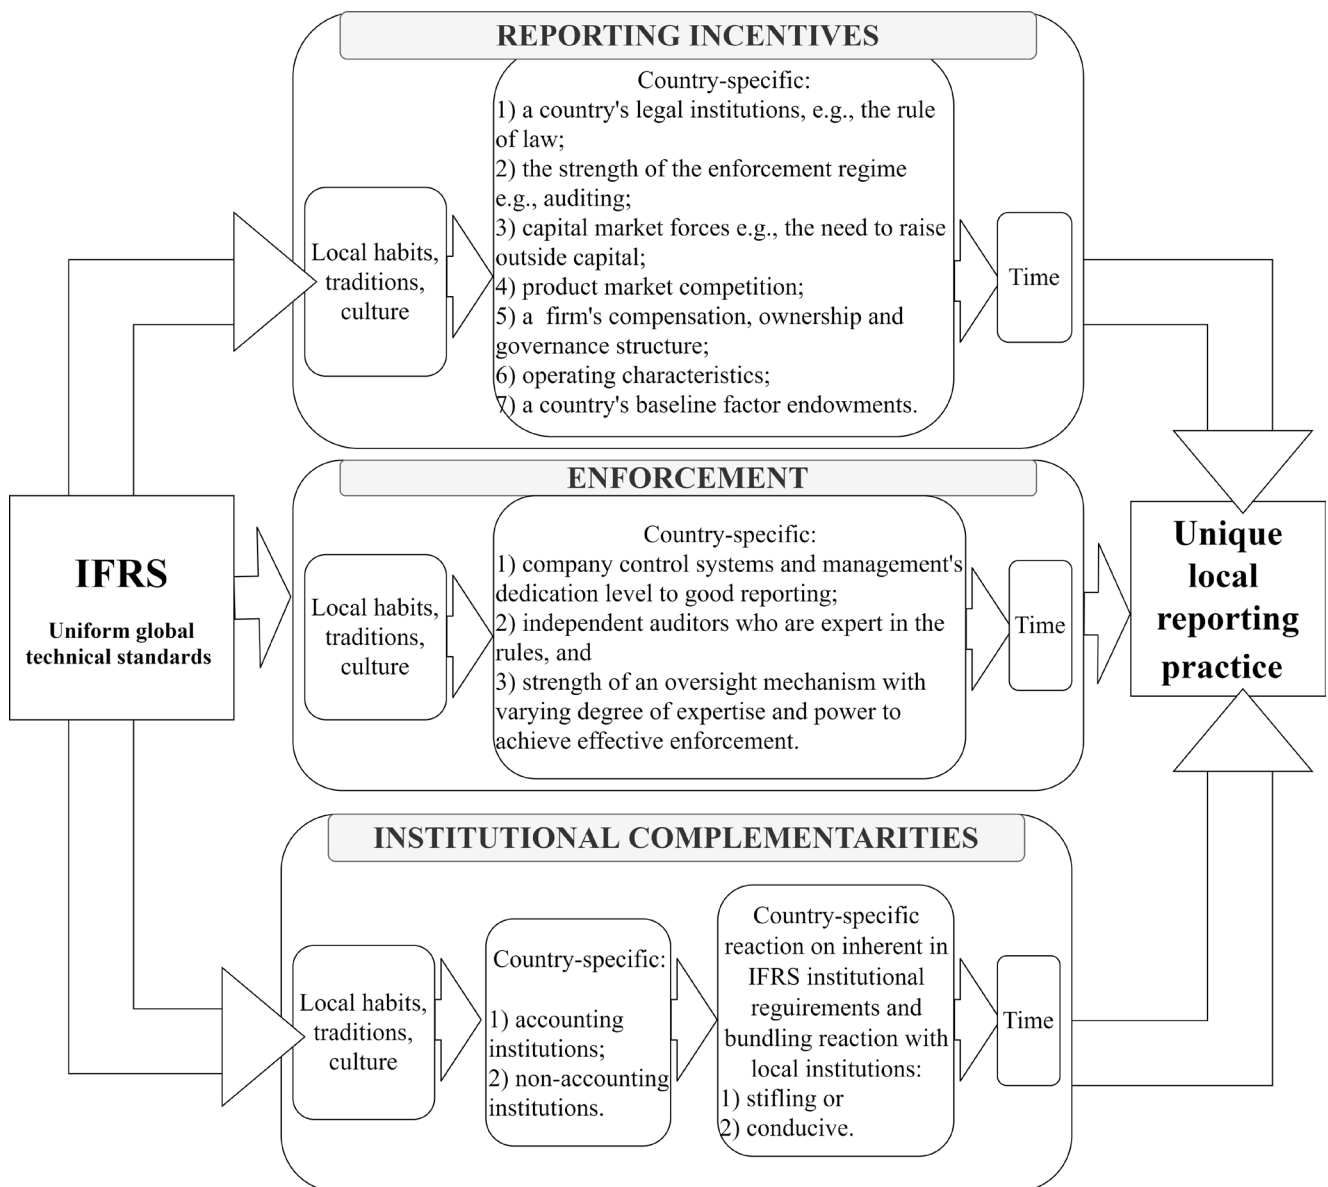 REPORTING INCENTIVES
Country-specific:
1) a country's legal institutions, e.g., the rule
of law;
2) the strength of the enforcement regime
e.g., auditing;
3) capital market forces e.g., the need to raise
outside capital;
4) product market competition;
5) a firm's compensation, ownership and
governance structure;
6) operating characteristics;
7) a country's baseline factor endowments.
Local habits,
traditions,
culture
Time
IFRS
Uniform global
technical standards
ENFORCEMENT
Local habits,
traditions,
culture
Country-specific:
1) company control systems and management's
dedication level to good reporting;
2) independent auditors who are expert in the
rules, and
3) strength of an oversight mechanism with
varying degree of expertise and power to
achieve effective enforcement.
Time
Unique
local
reporting
practice
INSTITUTIONAL COMPLEMENTARITIES
Local habits,
traditions,
culture
Country-specific:
1) accounting
institutions;
2) non-accounting
institutions.
Country-specific
reaction on inherent in
IFRS institutional
reguirements and
bundling reaction with
local institutions:
1) stifling or
2) conducive.
Time